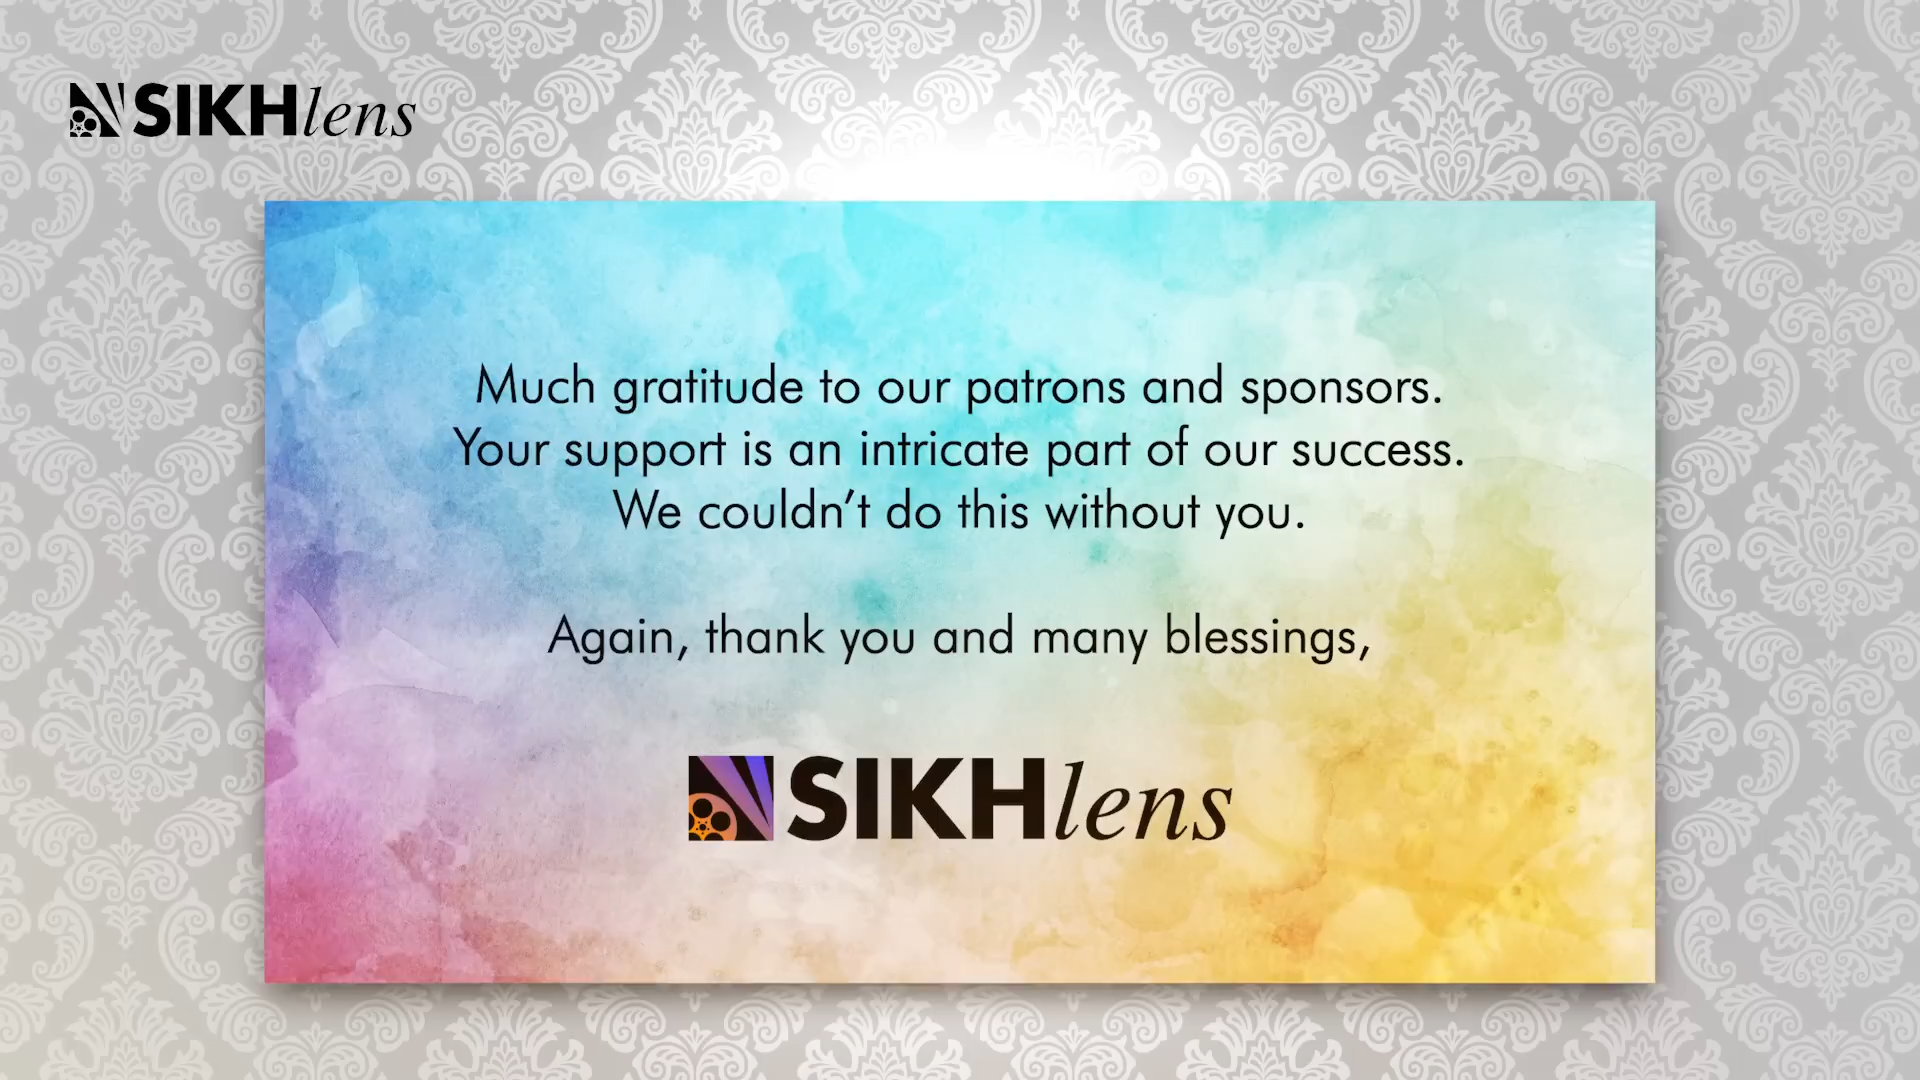 SIKHlens
Much gratitude to our patrons and sponsors.
Your support is an intricate part of our success.
We couldn’t do this without you.
Again, thank you and many blessings,
SIKHlens